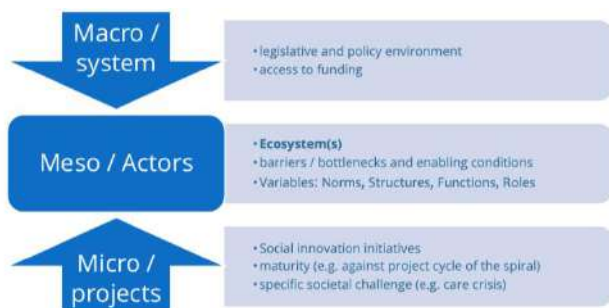 Macro /
system
• legislative and policy environment
• access to funding
Meso / Actors
• Ecosystem(s)
• barriers / bottlenecks and enabling conditions
• Variables: Norms, Structures, Functions, Roles
Micro /
projects
• Social innovation initiatives
• maturity (e.g. against project cycle of the spiral)
• specific societal challenge (e.g. care crisis)